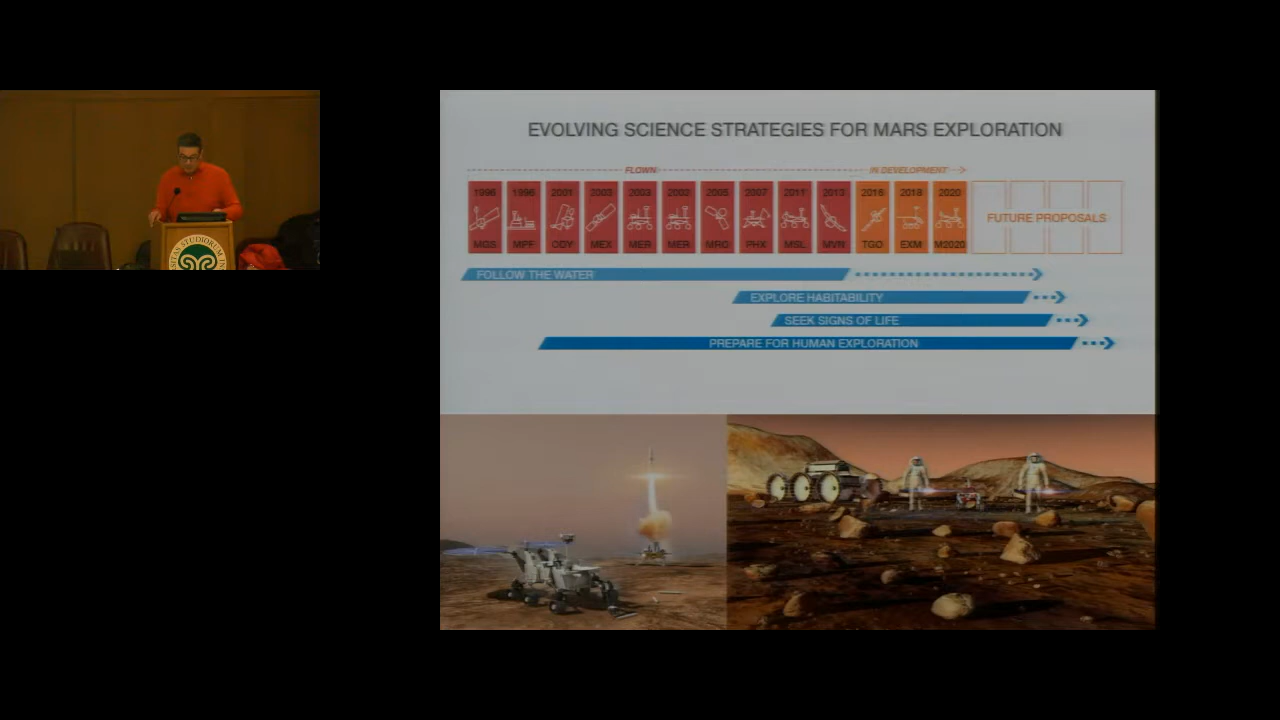 EVOLVING SCIENCE STRATEGIES FOR MARS EXPLORATION
FLOWN
IN DEVELOPMENT
1996 1996 2001 2003 2003 2003 2005 2007 2011 2013 2016 2018 2020
FUTURE PROPOSALS
MGS MPF ODY MEX MER MER MRO PHX MSL MVN TGO EXM M2020
FOLLOW THE WATER
EXPLORE HABITABILITY
SEEK SIGNS OF LIFE
PREPARE FOR HUMAN EXPLORATION
STUDIORUM